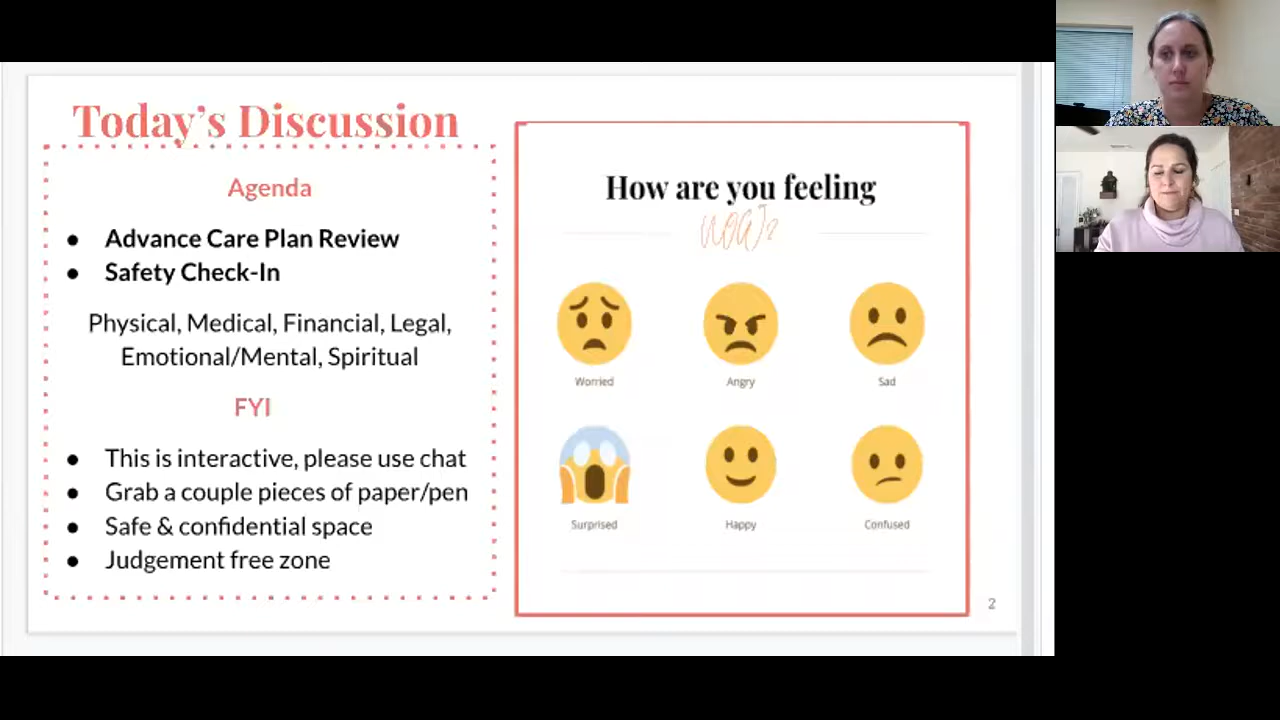 Today's Discussion
Agenda
● Advance Care Plan Review
● Safety Check-In
Physical, Medical, Financial, Legal,
Emotional/Mental, Spiritual
FYI
● This is interactive, please use chat
● Grab a couple pieces of paper/pen
● Safe & confidential space
● Judgement free zone
How are you feeling
now?
Worried
Angry
Sad
Surprised
Happy
Confused
2